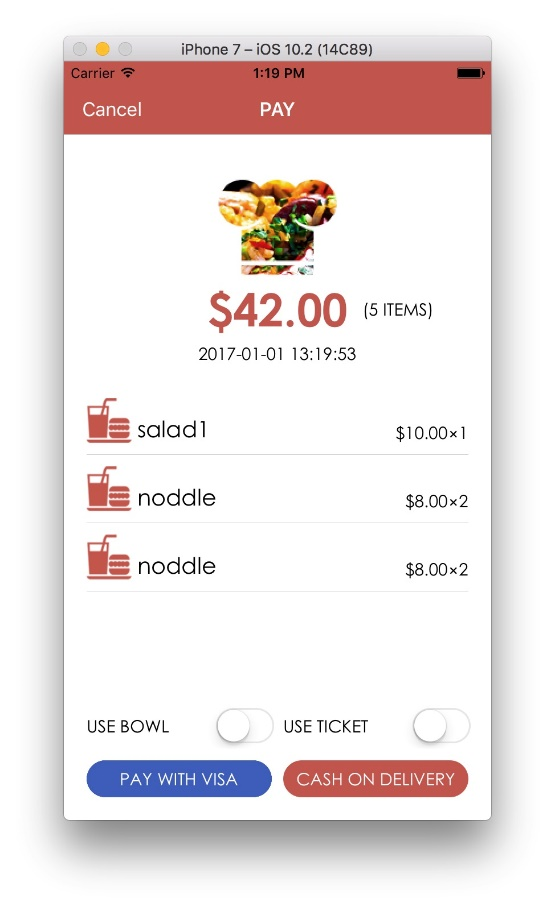 iPhone 7 – iOS 10.2 (14C89)
Carrier 1:19 PM
Cancel PAY
$42.00 (5 ITEMS)
2017-01-01 13:19:53
salad1 $10.00×1
noddle $8.00×2
noddle $8.00×2
USE BOWL USE TICKET
PAY WITH VISA CASH ON DELIVERY